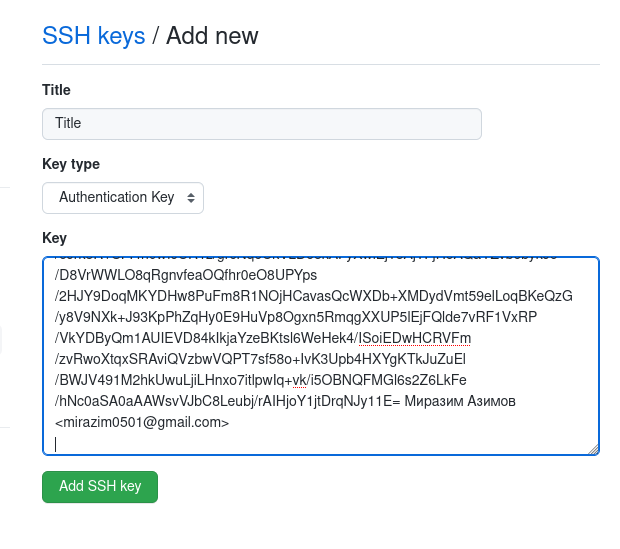 SSH keys / Add new
Title
Title
Key type
Authentication Key
Key
/D8VrWWLO8qRgnvfeaOQfhr0eO8UPYps
/2HJY9DoqMKYDHw8PuFm8R1NOjHCavasQcWXDb+XMDydVmt59elLoqBKeQzG
/y8V9NXk+J93KpPhZqHy0E9HuVp8Ogxn5RmqgXXUP5lEjFQlde7vRF1VxRP
/VkYDByQm1AUIEVD84kIkjaYzeBKtsl6WeHek4/ISoiEDwHCRVFm
/zvRwoXtqxSRAviQVzbwVQPT7sf58o+IvK3Upb4HXYgKTkJuZuEl
/BWJV491M2hkUwuLjiLHnxo7itlpwIq+vk/i5OBNQFMGl6s2Z6LkFe
/hNc0aSA0aAAWsvVJbC8Leubj/rAIHjoY1jtDrqNJy11E= Миразим Азимов
<mirazim0501@gmail.com>
Add SSH key